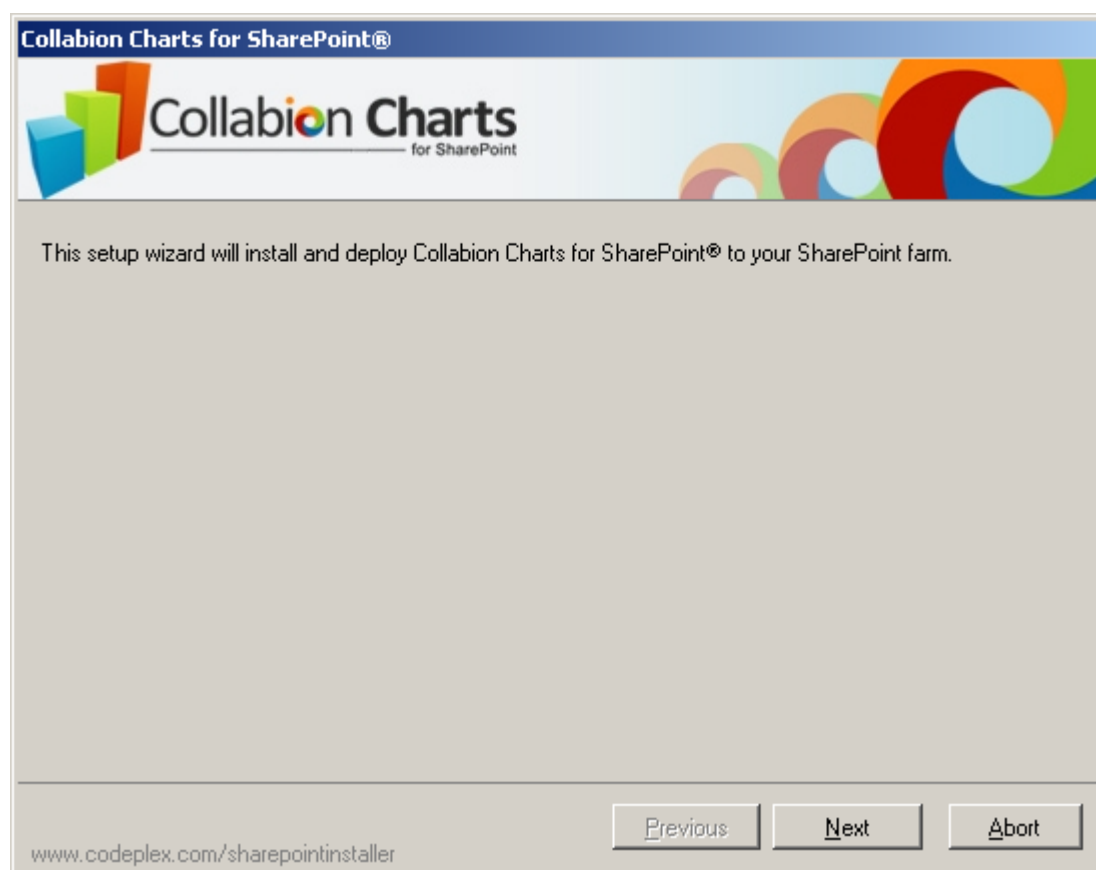 Collabion Charts for SharePoint®
Collabion Charts
for SharePoint
This setup wizard will install and deploy Collabion Charts for SharePoint® to your SharePoint farm.
Previous Next Abort
www.codeplex.com/sharepointinstaller